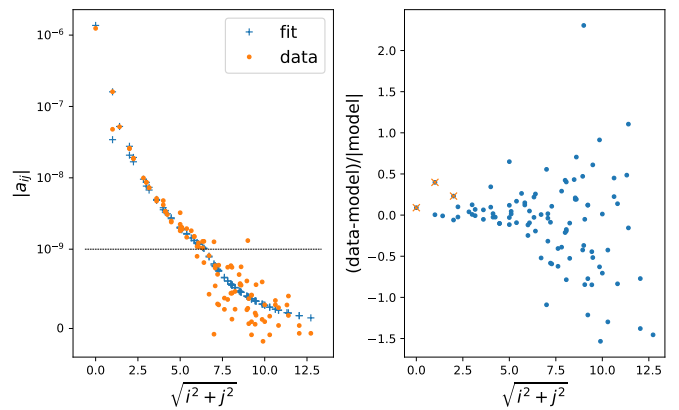 10⁻⁶
10⁻⁷
10⁻⁸
10⁻⁹
0
|aᵢⱼ|
fit
data
0.0 2.5 5.0 7.5 10.0 12.5
√i² + j²
2.0
1.5
1.0
0.5
0.0
−0.5
−1.0
−1.5
(data-model)/|model|
0.0 2.5 5.0 7.5 10.0 12.5
√i² + j²